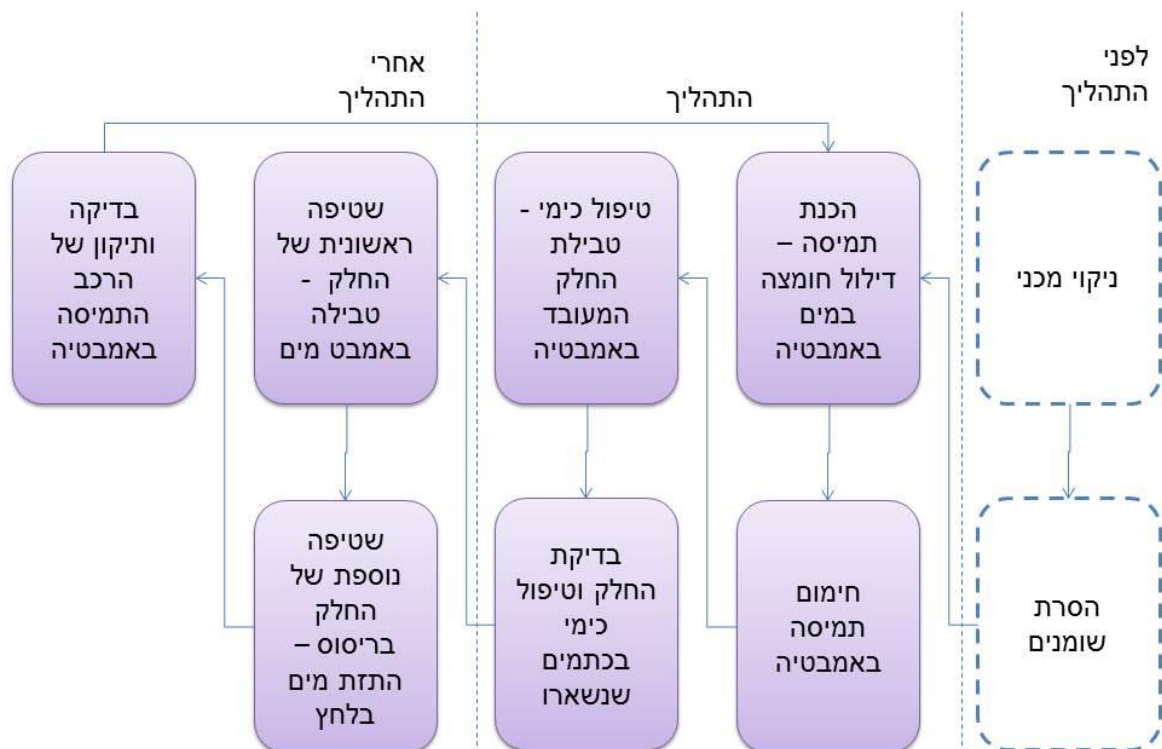 לפני
התהליך
התהליך
אחרי
התהליך
ניקוי מכני
הסרת
שומנים
הכנת
תמיסה –
דילול חומצה
במים
באמבטיה
חימום
תמיסה
באמבטיה
טיפול כימי -
טבילת
החלק
המעובד
באמבטיה
בדיקת
החלק וטיפול
כימי
בכתמים
שנשארו
שטיפה
ראשונית של
החלק -
טבילה
באמבט מים
שטיפה
נוספת של
החלק
בריסוס –
התזת מים
בלחץ
בדיקה
ותיקון של
הרכב
התמיסה
באמבטיה